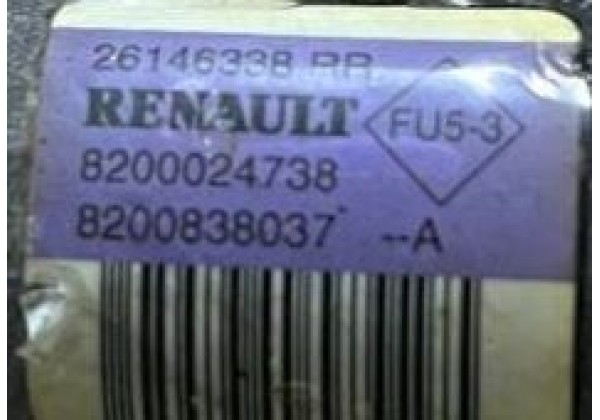 26146338 RR
RENAULT
FU5-3
8200024738
8200838037 --A